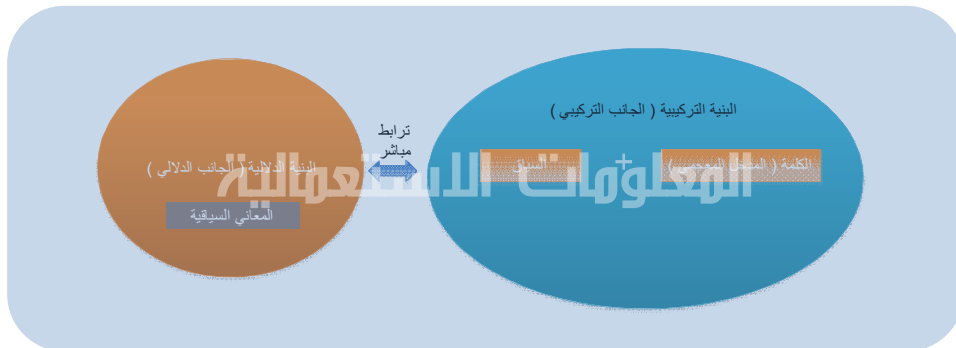 البنية التركيبية ( الجانب التركيبي )
الكلمة ( المدخل المعجمي )
+
السياق
ترابط
مباشر
البنية الدلالية ( الجانب الدلالي )
المعاني السياقية
المعلومات الاستعمالية